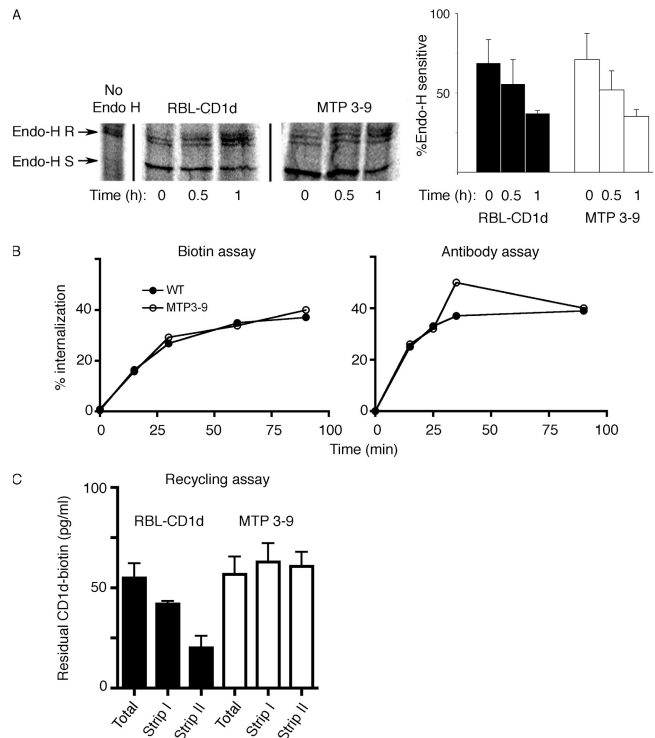 A
No
Endo H
RBL-CD1d
MTP 3-9
Endo-H R
Endo-H S
Time (h): 0 0.5 1 0 0.5 1
%Endo-H sensitive
100
50
Time (h): 0 0.5 1 0 0.5 1
RBL-CD1d MTP 3-9
B
Biotin assay
Antibody assay
% internalization
WT
MTP3-9
40
20
0
0 25 50 75 100
40
20
0
0 25 50 75 100
Time (min)
C
Recycling assay
RBL-CD1d MTP 3-9
Residual CD1d-biotin (pg/ml)
100
50
0
Total Strip I Strip II Total Strip I Strip II